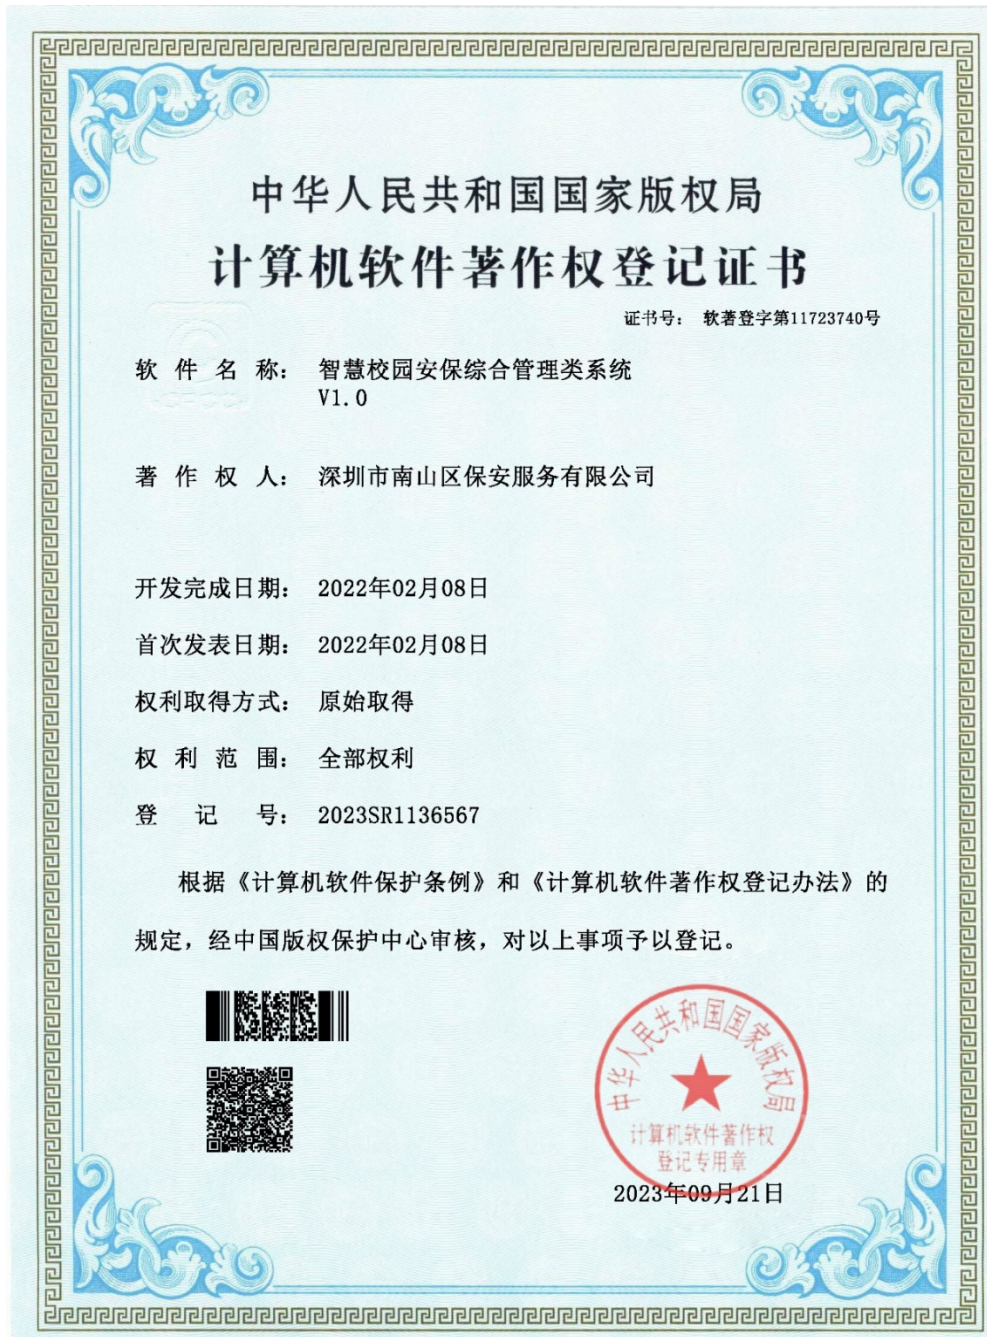 中华人民共和国国家版权局
计算机软件著作权登记证书
证书号： 软著登字第11723740号
软件名称： 智慧校园安保综合管理类系统
V1.0
著作权人： 深圳市南山区保安服务有限公司
开发完成日期： 2022年02月08日
首次发表日期： 2022年02月08日
权利取得方式： 原始取得
权利范围： 全部权利
登记号： 2023SR1136567
根据《计算机软件保护条例》和《计算机软件著作权登记办法》的
规定，经中国版权保护中心审核，对以上事项予以登记。
中华人民共和国国家版权局
计算机软件著作权
登记专用章
2023年09月21日